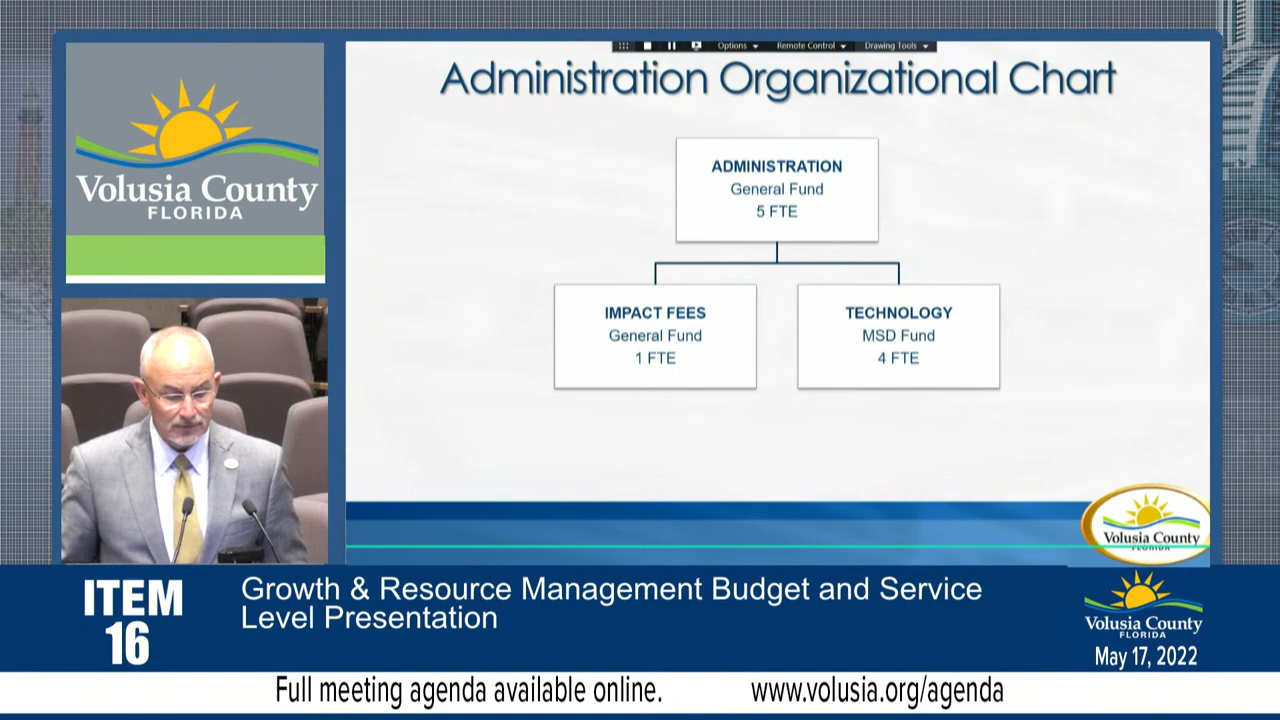 Options
Remote Control
Drawing Tools
Administration Organizational Chart
ADMINISTRATION
General Fund
5 FTE
IMPACT FEES
General Fund
1 FTE
TECHNOLOGY
MSD Fund
4 FTE
Volusia County
FLORIDA
Volusia County
FLORIDA
ITEM
16
Growth & Resource Management Budget and Service
Level Presentation
Volusia County
FLORIDA
May 17, 2022
Full meeting agenda available online.
www.volusia.org/agenda